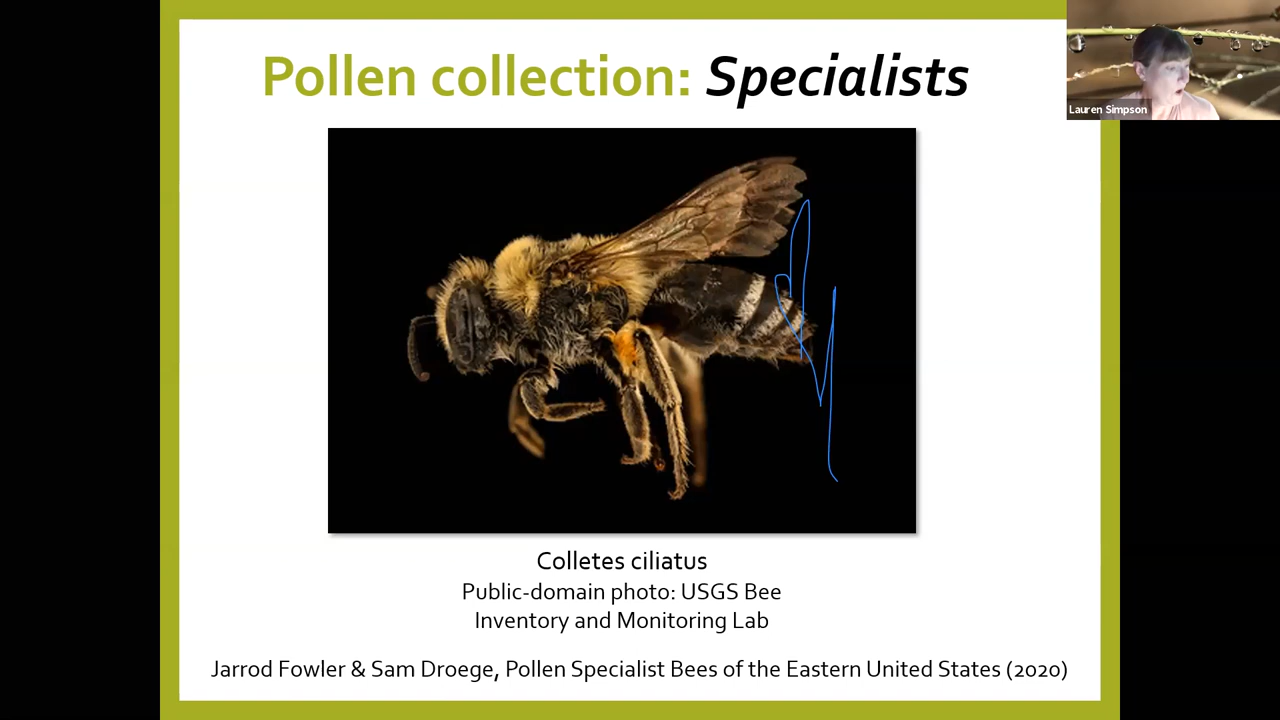 Pollen collection: Specialists
Lauren Simpson
Colletes ciliatus
Public-domain photo: USGS Bee
Inventory and Monitoring Lab
Jarrod Fowler & Sam Droege, Pollen Specialist Bees of the Eastern United States (2020)